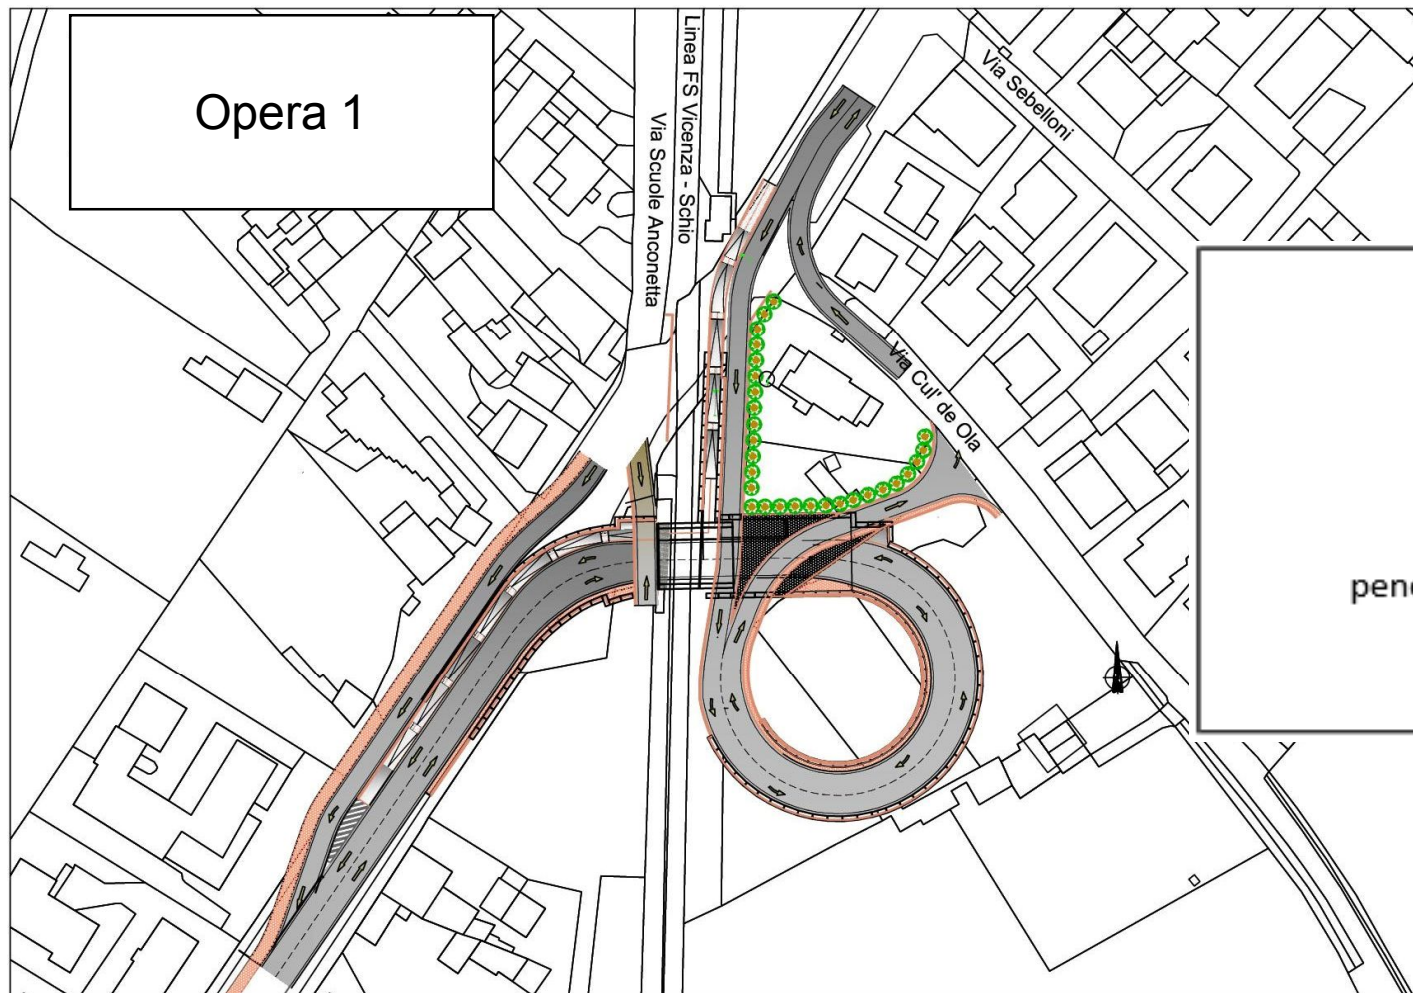 Opera 1
Linea FS Vicenza - Schio
Via Scuole Anconetta
Via Sebelloni
Via Cul' de Ola